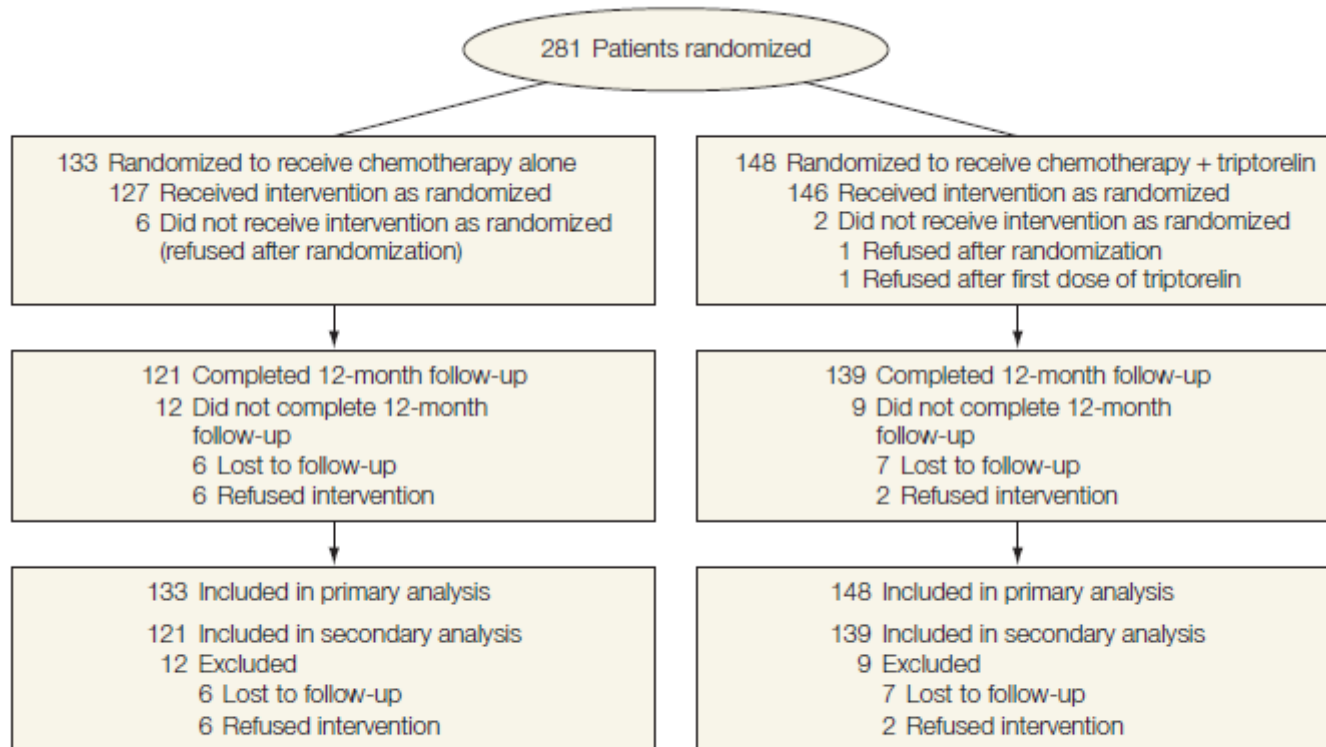 281 Patients randomized
133 Randomized to receive chemotherapy alone
127 Received intervention as randomized
6 Did not receive intervention as randomized
(refused after randomization)
148 Randomized to receive chemotherapy + triptorelin
146 Received intervention as randomized
2 Did not receive intervention as randomized
1 Refused after randomization
1 Refused after first dose of triptorelin
121 Completed 12-month follow-up
12 Did not complete 12-month
follow-up
6 Lost to follow-up
6 Refused intervention
139 Completed 12-month follow-up
9 Did not complete 12-month
follow-up
7 Lost to follow-up
2 Refused intervention
133 Included in primary analysis
121 Included in secondary analysis
12 Excluded
6 Lost to follow-up
6 Refused intervention
148 Included in primary analysis
139 Included in secondary analysis
9 Excluded
7 Lost to follow-up
2 Refused intervention